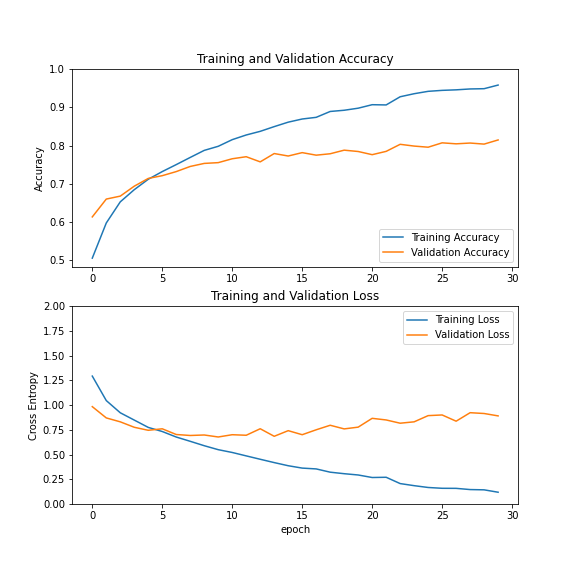 Training and Validation Accuracy
1.0
0.9
0.8
0.7
0.6
0.5
Accuracy
Training Accuracy
Validation Accuracy
0 5 10 15 20 25 30
Training and Validation Loss
2.00
1.75
1.50
1.25
1.00
0.75
0.50
0.25
0.00
Cross Entropy
Training Loss
Validation Loss
0 5 10 15 20 25 30
epoch